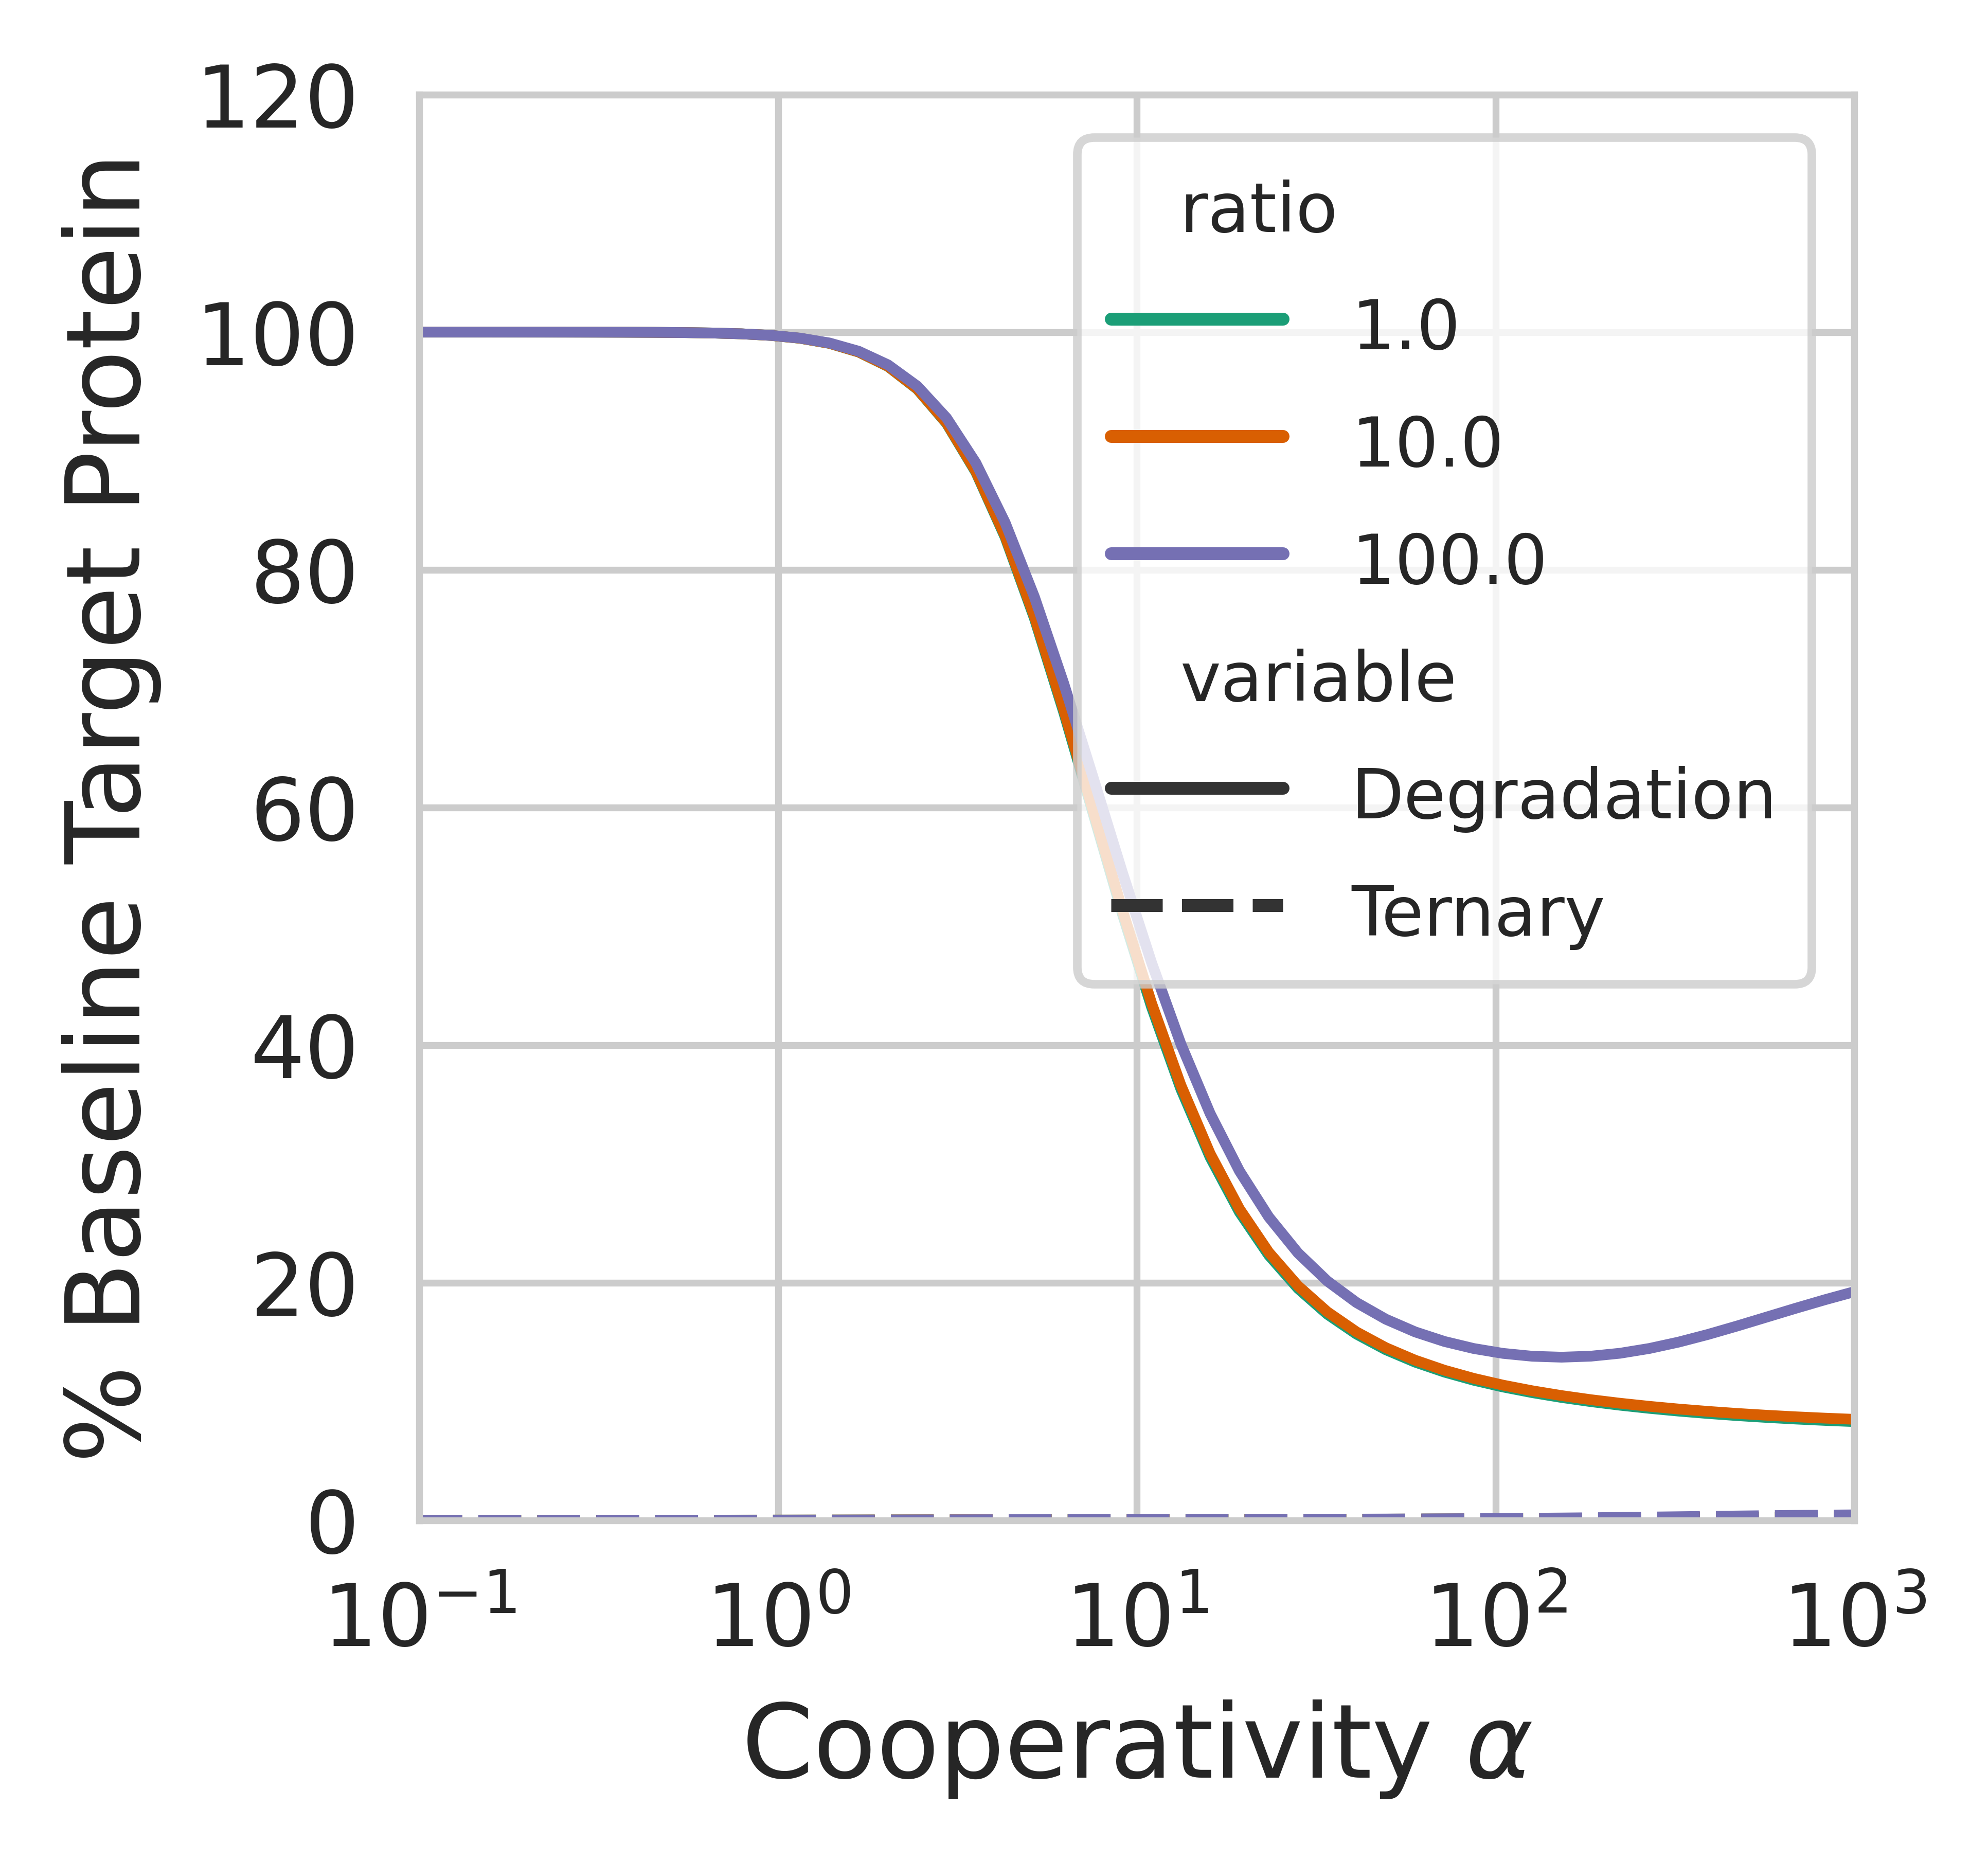 % Baseline Target Protein
120
100
80
60
40
20
0
ratio
1.0
10.0
100.0
variable
Degradation
Ternary
10⁻¹
10⁰
10¹
10²
10³
Cooperativity α